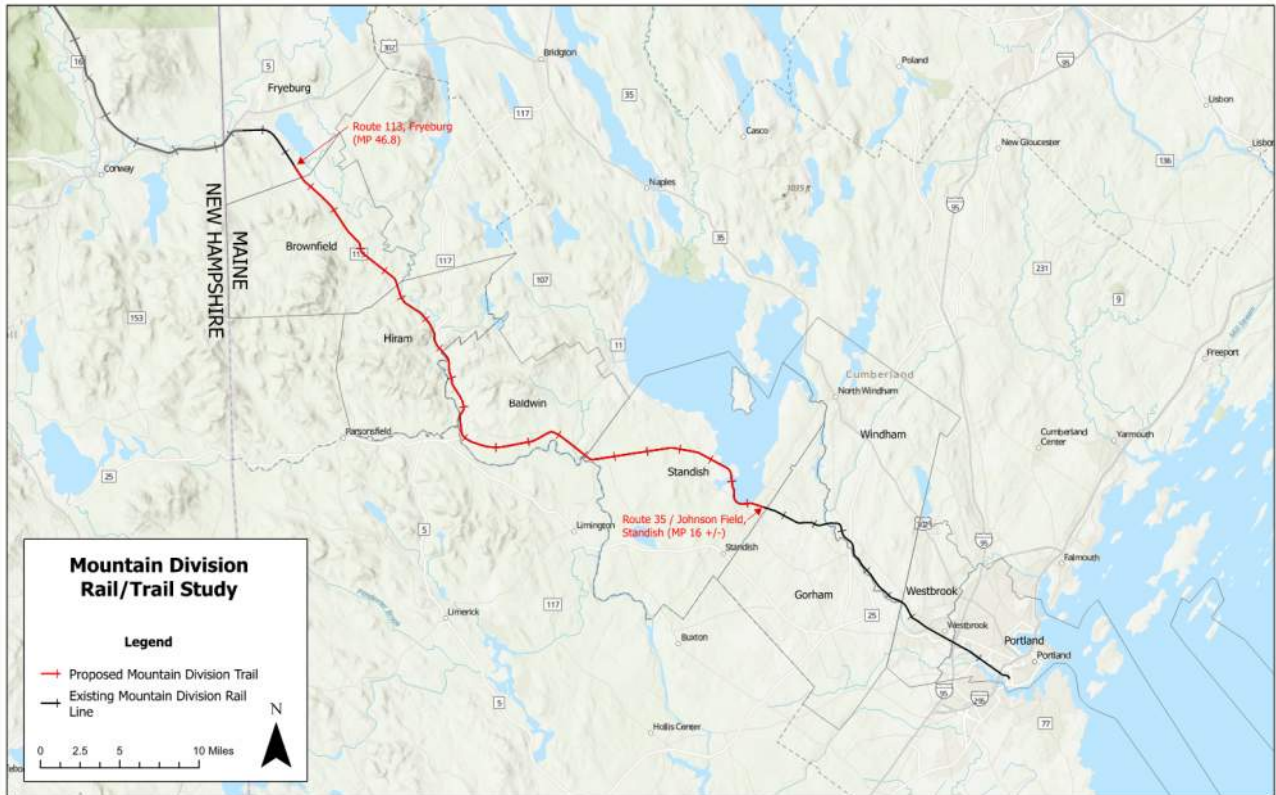 16
5
302
Bridgton
Poland
95
Fryeburg
35
Lisbon
117
Casco
Route 113, Fryeburg
(MP 46.8)
New Gloucester
136
Conway
1035 ft
Naples
NEW HAMPSHIRE
MAINE
95
Brownfield
117
35
107
231
9
153
Hiram
11
Freeport
Cumberland
Baldwin
North Windham
Windham
Cumberland
Center
Yarmouth
Parsonsfield
25
Standish
5
Route 35 / Johnson Field,
Standish (MP 16 +/-)
Limington
302
Standish
95
Falmouth
Gorham
Westbrook
117
25
Limerick
Westbrook
Portland
Buxton
Portland
95
295
5
Hollis Center
77
Mountain Division
Rail/Trail Study
Legend
Proposed Mountain Division Trail
Existing Mountain Division Rail
Line
N
0 2.5 5 10 Miles